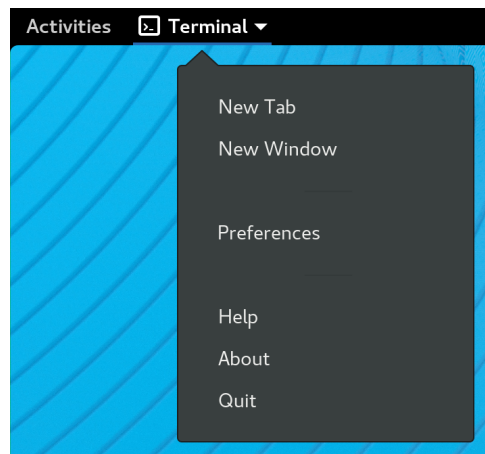 Activities Terminal
New Tab
New Window
Preferences
Help
About
Quit